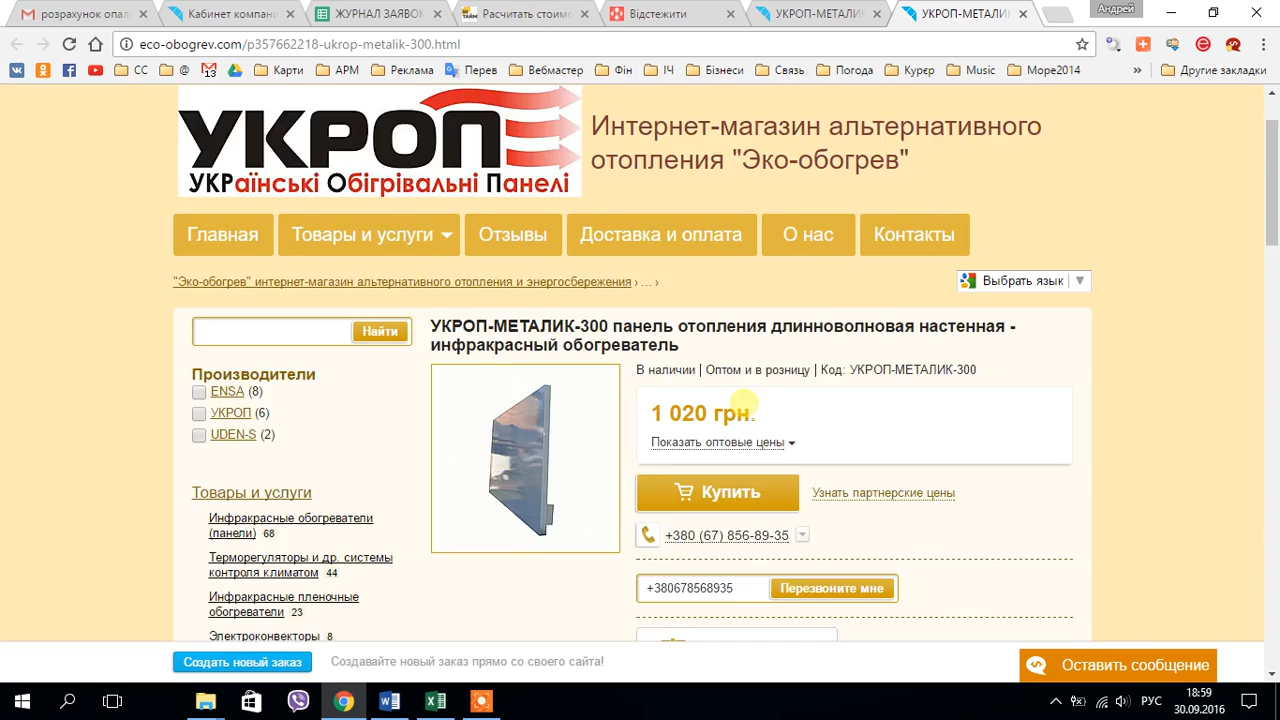 розрахунок опал
Кабинет компани
ЖУРНАЛ ЗАЯВОК
Расчитать стоимо
Відстежити
УКРОП-МЕТАЛИК
УКРОП-МЕТАЛИК
Андрей
eco-obogrev.com/p357662218-ukrop-metalik-300.html
CC
@
Карти
АРМ
Реклама
Перев
Вебмастер
Фін
ІЧ
Бізнеси
Связь
Погода
Курєр
Music
Море2014
»
Другие закладки
УКРОП
УКРаїнські Обігрівальні Панелі
Интернет-магазин альтернативного
отопления "Эко-обогрев"
Главная
Товары и услуги
Отзывы
Доставка и оплата
О нас
Контакты
"Эко-обогрев" интернет-магазин альтернативного отопления и энергосбережения › ... ›
Выбрать язык
Найти
Производители
ENSA (8)
УКРОП (6)
UDEN-S (2)
Товары и услуги
Инфракрасные обогреватели
(панели) 68
Терморегуляторы и др. системы
контроля климатом 44
Инфракрасные пленочные
обогреватели 23
Электроконвекторы 8
УКРОП-МЕТАЛИК-300 панель отопления длинноволновая настенная -
инфракрасный обогреватель
В наличии | Оптом и в розницу | Код: УКРОП-МЕТАЛИК-300
1 020 грн.
Показать оптовые цены
Купить
Узнать партнерские цены
+380 (67) 856-89-35
+380678568935
Перезвоните мне
Создать новый заказ
Создавайте новый заказ прямо со своего сайта!
Оставить сообщение
РУС
18:59
30.09.2016